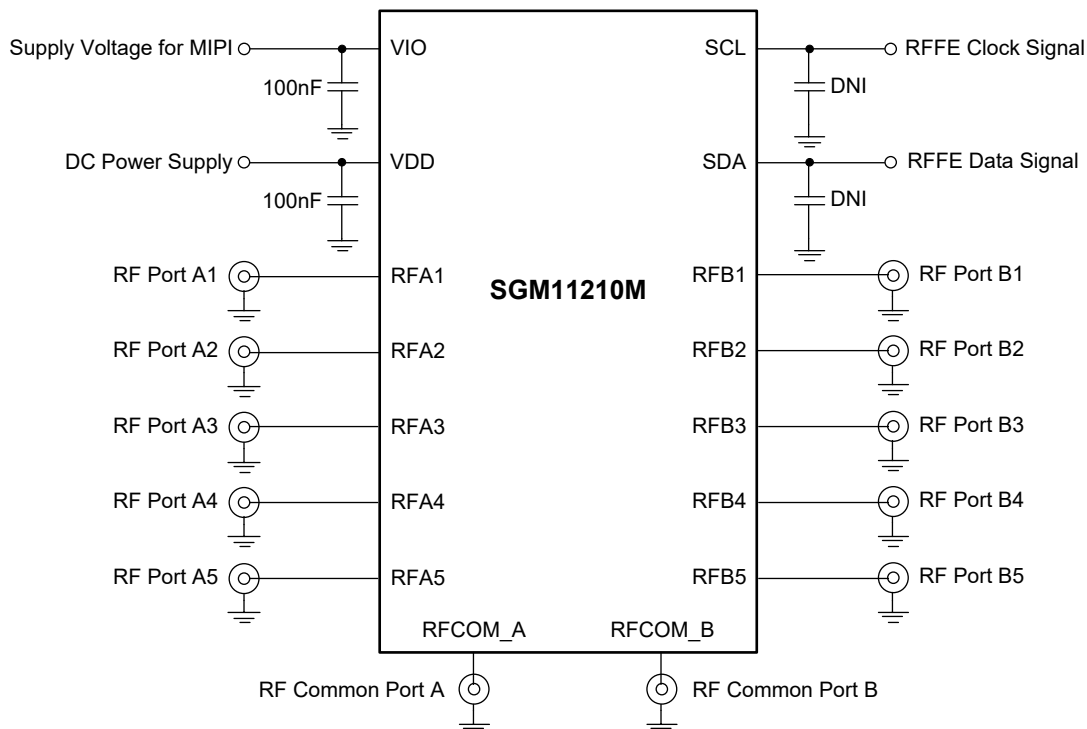 Supply Voltage for MIPI
VIO
SCL
RFFE Clock Signal
100nF
DNI
DC Power Supply
VDD
SDA
RFFE Data Signal
100nF
DNI
RF Port A1
RFA1
SGM11210M
RFB1
RF Port B1
RF Port A2
RFA2
RFB2
RF Port B2
RF Port A3
RFA3
RFB3
RF Port B3
RF Port A4
RFA4
RFB4
RF Port B4
RF Port A5
RFA5
RFB5
RF Port B5
RFCOM_A
RFCOM_B
RF Common Port A
RF Common Port B